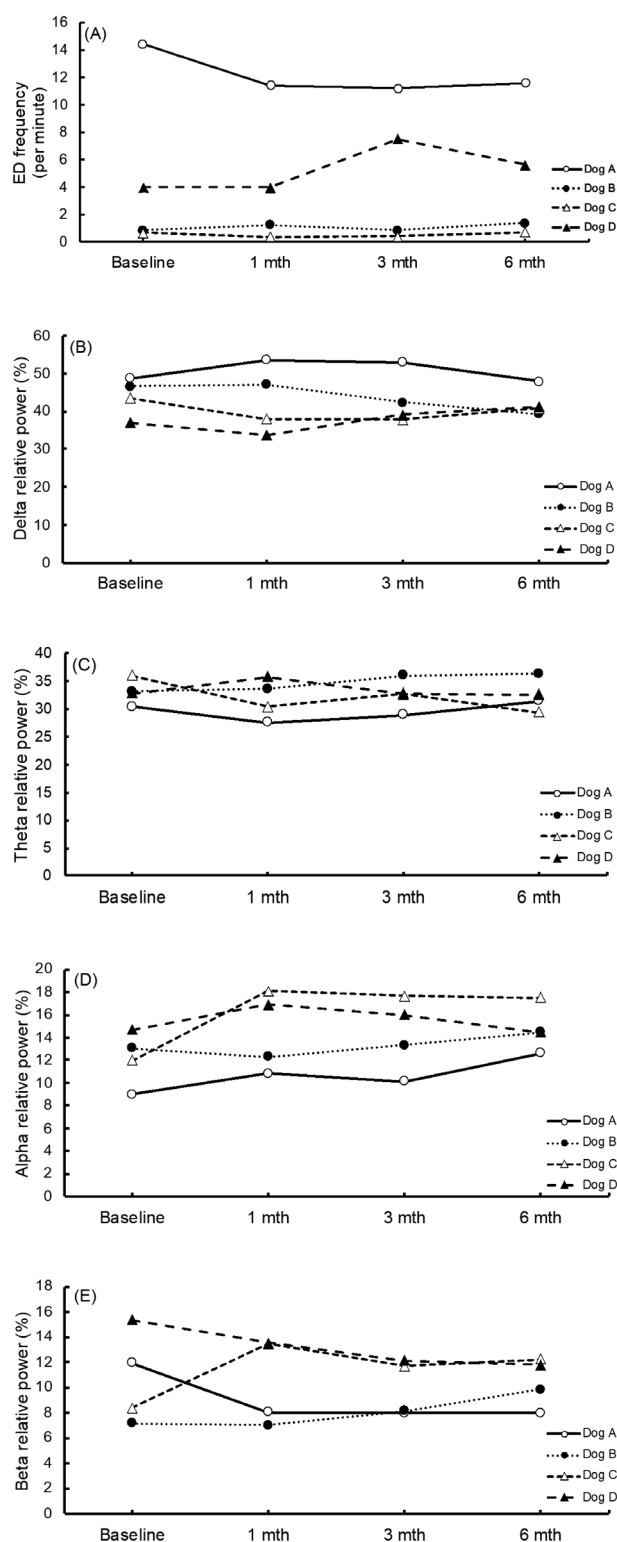 (A)
ED frequency
(per minute)
16
14
12
10
8
6
4
2
0
Baseline
1 mth
3 mth
6 mth
Dog A
Dog B
Dog C
Dog D
(B)
Delta relative power (%)
60
50
40
30
20
10
0
Baseline
1 mth
3 mth
6 mth
Dog A
Dog B
Dog C
Dog D
(C)
Theta relative power (%)
40
35
30
25
20
15
10
5
0
Baseline
1 mth
3 mth
6 mth
Dog A
Dog B
Dog C
Dog D
(D)
Alpha relative power (%)
20
18
16
14
12
10
8
6
4
2
0
Baseline
1 mth
3 mth
6 mth
Dog A
Dog B
Dog C
Dog D
(E)
Beta relative power (%)
18
16
14
12
10
8
6
4
2
0
Baseline
1 mth
3 mth
6 mth
Dog A
Dog B
Dog C
Dog D